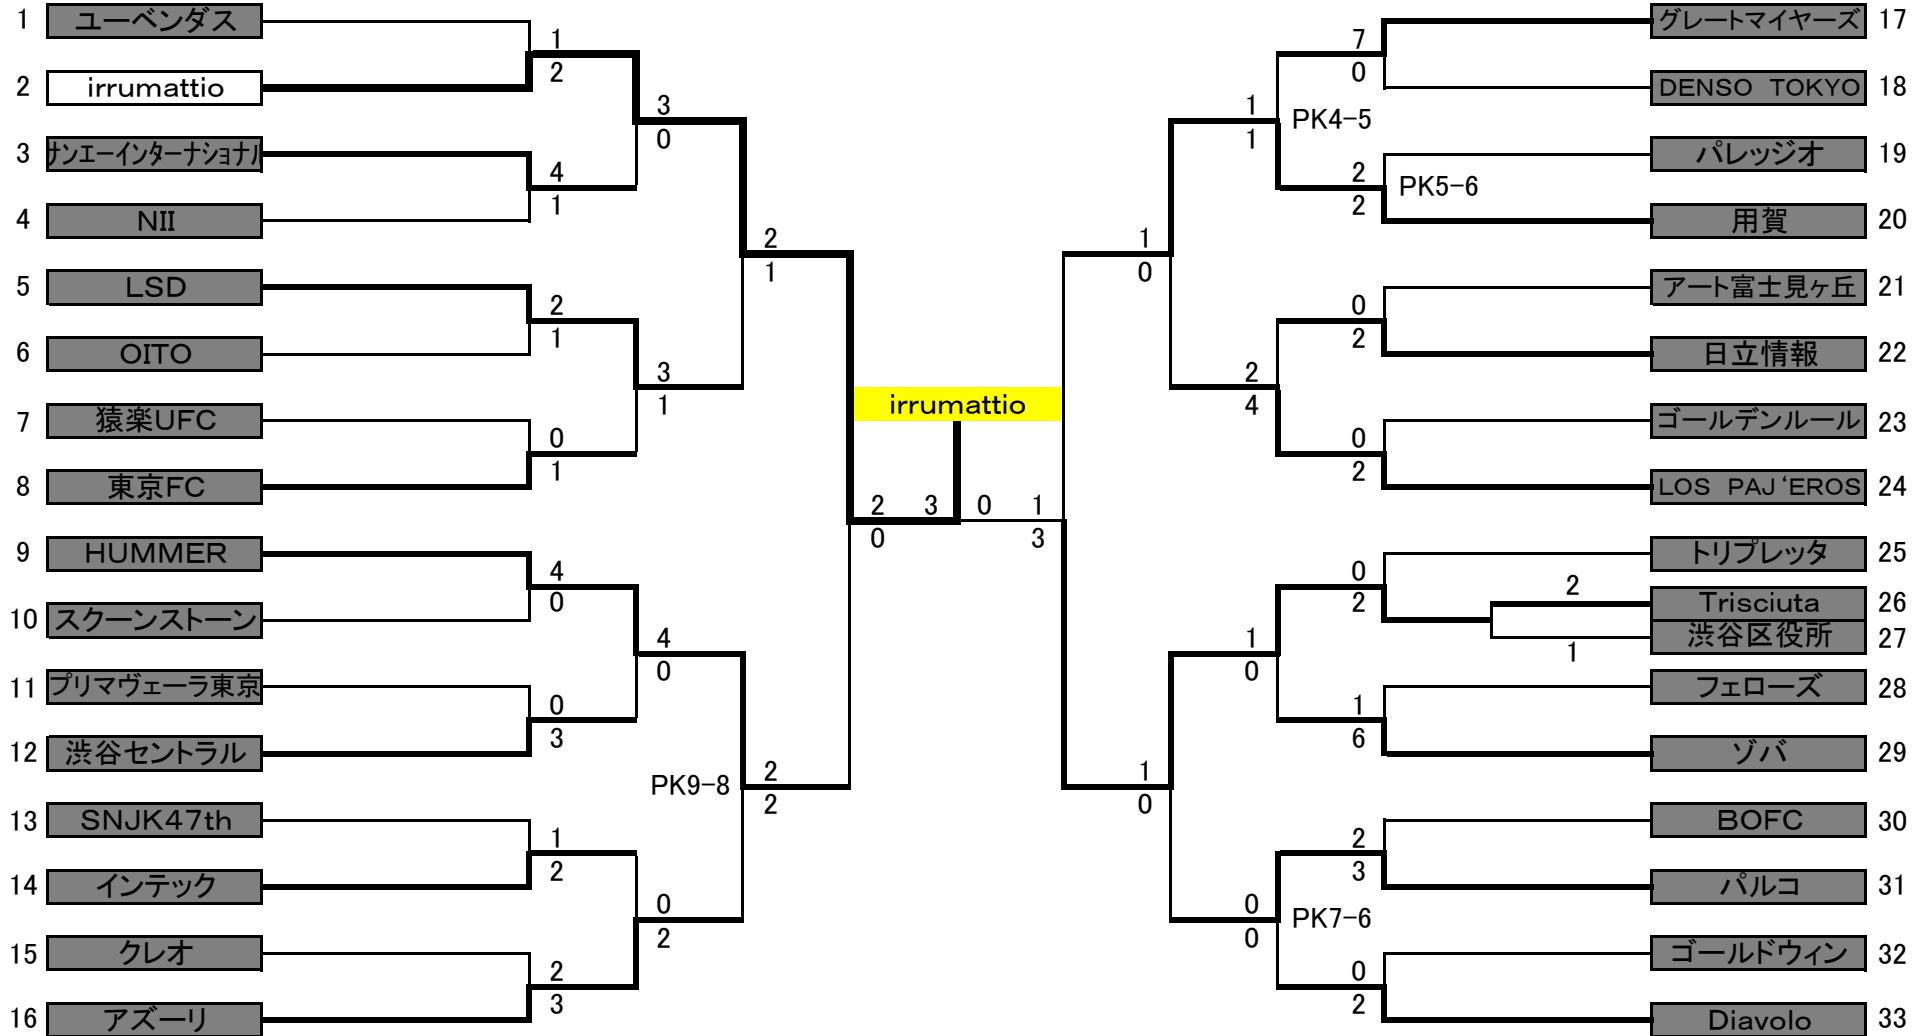 1 ユーベンダス
2 irrumattio
3 サンエーインターナショナル
4 NII
5 LSD
6 OITO
7 猿楽UFC
8 東京FC
9 HUMMER
10 スクーンストーン
11 プリマヴェーラ東京
12 渋谷セントラル
13 SNJK47th
14 インテック
15 クレオ
16 アズーリ
1
2
4
1
2
1
0
1
4
0
0
3
1
2
2
3
3
0
3
1
4
0
0
2
2
1
PK9-8
2
2
2
0
irrumattio
3 0
1
3
1
0
1
0
1
1
PK4-5
2
4
1
0
0
0
PK7-6
7
0
2
2
PK5-6
0
2
0
2
0
2
2
1
1
6
2
3
0
2
グレートマイヤーズ 17
DENSO TOKYO 18
パレッジオ 19
用賀 20
アート富士見ヶ丘 21
日立情報 22
ゴールデンルール 23
LOS PAJ‘EROS 24
トリプレッタ 25
Trisciuta 26
渋谷区役所 27
フェローズ 28
ゾバ 29
BOFC 30
パルコ 31
ゴールドウィン 32
Diavolo 33